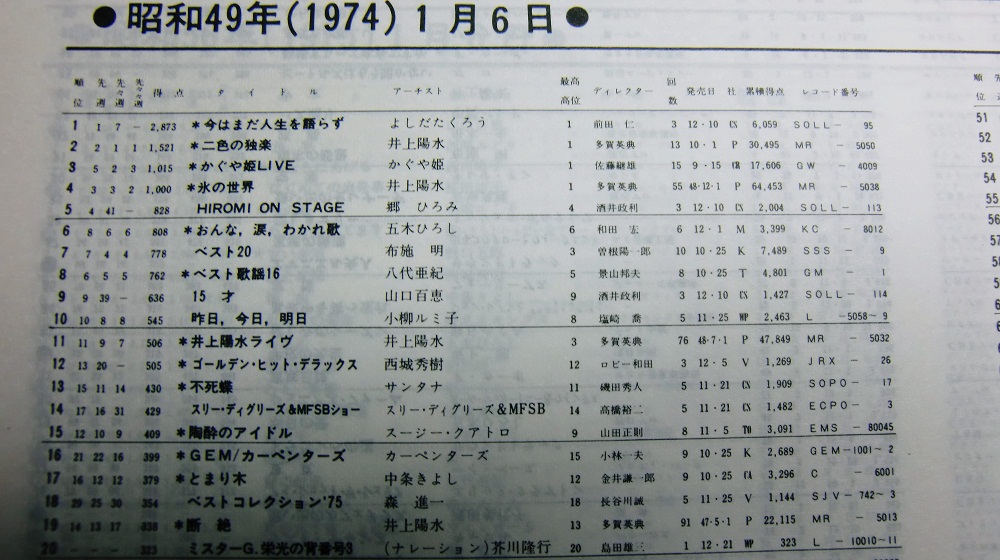 ●昭和49年(1974)1月6日●
順位 先週 先々週 先々々週 得点 タイトル アーチスト 最高位 ディレクター 回数 発売日 社 累積得点 レコード番号
1 1 7 － 2,873 ＊今はまだ人生を語らず よしだたくろう 1 前田 仁 3 12・10 CS 6,059 SOLL－ 95
2 2 1 1 1,521 ＊二色の独楽 井上陽水 1 多賀英典 13 10・1 P 30,495 MR － 5050
3 5 2 3 1,015 ＊かぐや姫LIVE かぐや姫 1 佐藤継雄 15 9・15 CR 17,606 GW － 4009
4 3 3 2 1,000 ＊氷の世界 井上陽水 1 多賀英典 55 48・12・1 P 64,453 MR － 5038
5 4 41 － 828 HIROMI ON STAGE 郷 ひろみ 4 酒井政利 3 12・10 CS 2,004 SOLL－ 113
6 8 6 6 808 ＊おんな，涙，わかれ歌 五木ひろし 6 和田 宏 6 12・1 M 3,399 KC － 8012
7 7 4 4 778 ベスト20 布施 明 3 曽根陽一郎 10 10・25 K 7,489 SSS － 9
8 6 5 5 762 ＊ベスト歌謡16 八代亜紀 5 景山邦夫 8 10・25 T 4,801 GM － 1
9 9 39 － 636 15 才 山口百恵 9 酒井政利 3 12・10 CS 1,427 SOLL－ 114
10 10 8 8 545 昨日，今日，明日 小柳ルミ子 8 塩崎 喬 5 11・25 WP 2,463 L －5058～ 9
11 11 9 7 506 ＊井上陽水ライヴ 井上陽水 3 多賀英典 76 48・7・1 P 47,849 MR － 5032
12 13 20 － 505 ＊ゴールデン・ヒット・デラックス 西城秀樹 12 ロビー和田 3 12・5 V 1,269 JRX － 26
13 15 11 14 430 ＊不死蝶 サンタナ 11 磯田秀人 5 11・21 CS 1,909 SOPO－ 17
14 17 16 31 429 スリー・ディグリーズ&MFSBショー スリー・ディグリーズ&MFSB 14 高橋裕二 5 11・21 CS 1,482 ECPO－ 3
15 12 10 9 409 ＊陶酔のアイドル スージー・クアトロ 9 山田正則 8 11・5 TO 3,091 EMS － 80045
16 21 22 16 399 ＊GEM/カーペンターズ カーペンターズ 15 小林一夫 9 10・25 K 2,689 GEM－1001～ 2
17 16 12 12 379 ＊とまり木 中条きよし 12 金井謙一郎 9 10・25 CA 3,296 C － 6001
18 29 25 30 354 ベストコレクション'75 森 進一 18 長谷川誠 5 11・25 V 1,144 SJV－ 742～ 3
19 14 13 17 338 ＊断 絶 井上陽水 13 多賀英典 91 47・5・1 P 22,115 MR － 5013
20 － － － 323 ミスターG.栄光の背番号3 (ナレーション)芥川隆行 20 島田雄三 1 12・21 WP 323 L －10010～11
順位 先
51
52
53
54
55
56